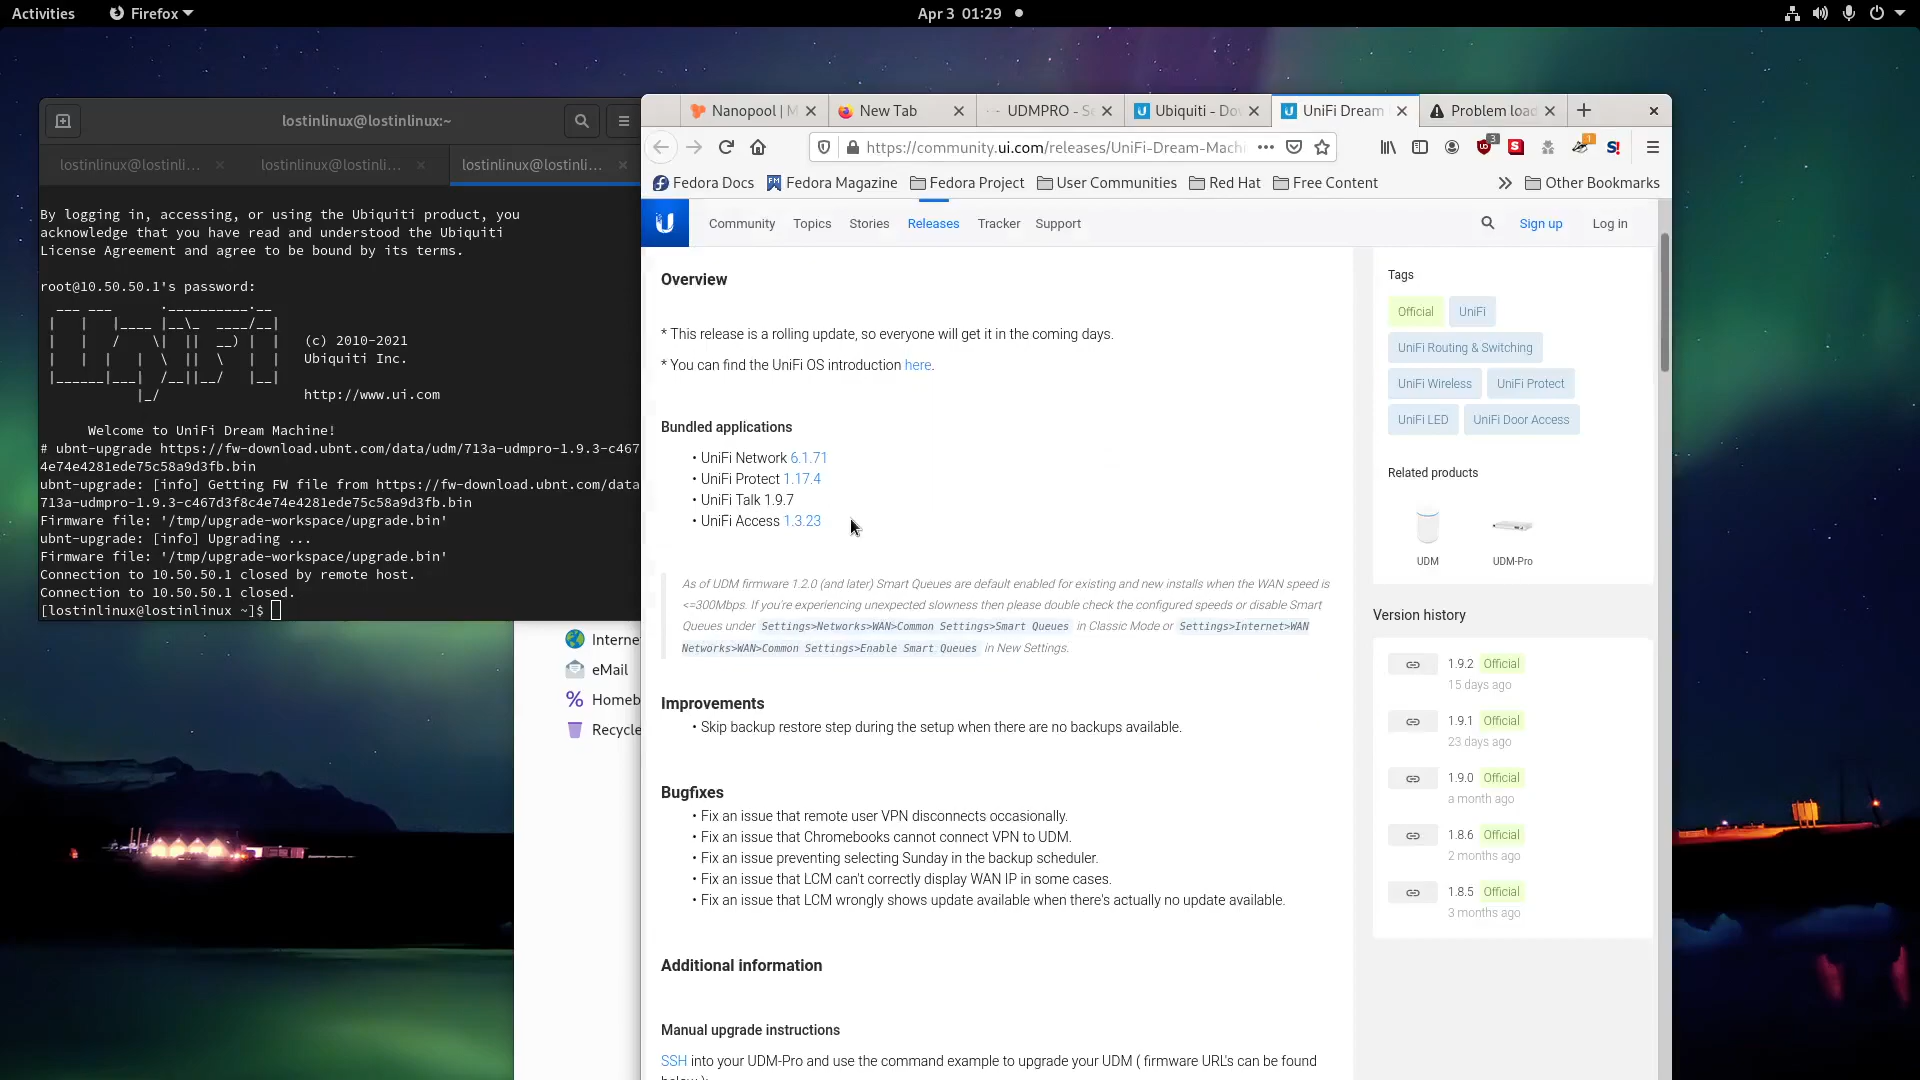 Activities
Firefox
Apr 3 01:29
lostinlinux@lostinlinux:~
lostinlinux@lostinli...
lostinlinux@lostinli...
lostinlinux@lostinli...
By logging in, accessing, or using the Ubiquiti product, you
acknowledge that you have read and understood the Ubiquiti
License Agreement and agree to be bound by its terms.
root@10.50.50.1's password:
(c) 2010-2021
Ubiquiti Inc.
http://www.ui.com
Welcome to UniFi Dream Machine!
# ubnt-upgrade https://fw-download.ubnt.com/data/udm/713a-udmpro-1.9.3-c467
4e74e4281ede75c58a9d3fb.bin
ubnt-upgrade: [info] Getting FW file from https://fw-download.ubnt.com/data
713a-udmpro-1.9.3-c467d3f8c4e74e4281ede75c58a9d3fb.bin
Firmware file: '/tmp/upgrade-workspace/upgrade.bin'
ubnt-upgrade: [info] Upgrading ...
Firmware file: '/tmp/upgrade-workspace/upgrade.bin'
Connection to 10.50.50.1 closed by remote host.
Connection to 10.50.50.1 closed.
[lostinlinux@lostinlinux ~]$
Interne
eMail
Homeb
Recycle
Nanopool | M
New Tab
UDMPRO - S
Ubiquiti - Do
UniFi Dream
Problem load
https://community.ui.com/releases/UniFi-Dream-Machi
3
1
Fedora Docs
Fedora Magazine
Fedora Project
User Communities
Red Hat
Free Content
Other Bookmarks
Community
Topics
Stories
Releases
Tracker
Support
Sign up
Log in
Overview
* This release is a rolling update, so everyone will get it in the coming days.
* You can find the UniFi OS introduction here.
Bundled applications
• UniFi Network 6.1.71
• UniFi Protect 1.17.4
• UniFi Talk 1.9.7
• UniFi Access 1.3.23
As of UDM firmware 1.2.0 (and later) Smart Queues are default enabled for existing and new installs when the WAN speed is
<=300Mbps. If you're experiencing unexpected slowness then please double check the configured speeds or disable Smart
Queues under Settings>Networks>WAN>Common Settings>Smart Queues in Classic Mode or Settings>Internet>WAN
Networks>WAN>Common Settings>Enable Smart Queues in New Settings.
Improvements
• Skip backup restore step during the setup when there are no backups available.
Bugfixes
• Fix an issue that remote user VPN disconnects occasionally.
• Fix an issue that Chromebooks cannot connect VPN to UDM.
• Fix an issue preventing selecting Sunday in the backup scheduler.
• Fix an issue that LCM can't correctly display WAN IP in some cases.
• Fix an issue that LCM wrongly shows update available when there's actually no update available.
Additional information
Manual upgrade instructions
SSH into your UDM-Pro and use the command example to upgrade your UDM ( firmware URL's can be found
Tags
Official
UniFi
UniFi Routing & Switching
UniFi Wireless
UniFi Protect
UniFi LED
UniFi Door Access
Related products
UDM
UDM-Pro
Version history
1.9.2 Official
15 days ago
1.9.1 Official
23 days ago
1.9.0 Official
a month ago
1.8.6 Official
2 months ago
1.8.5 Official
3 months ago